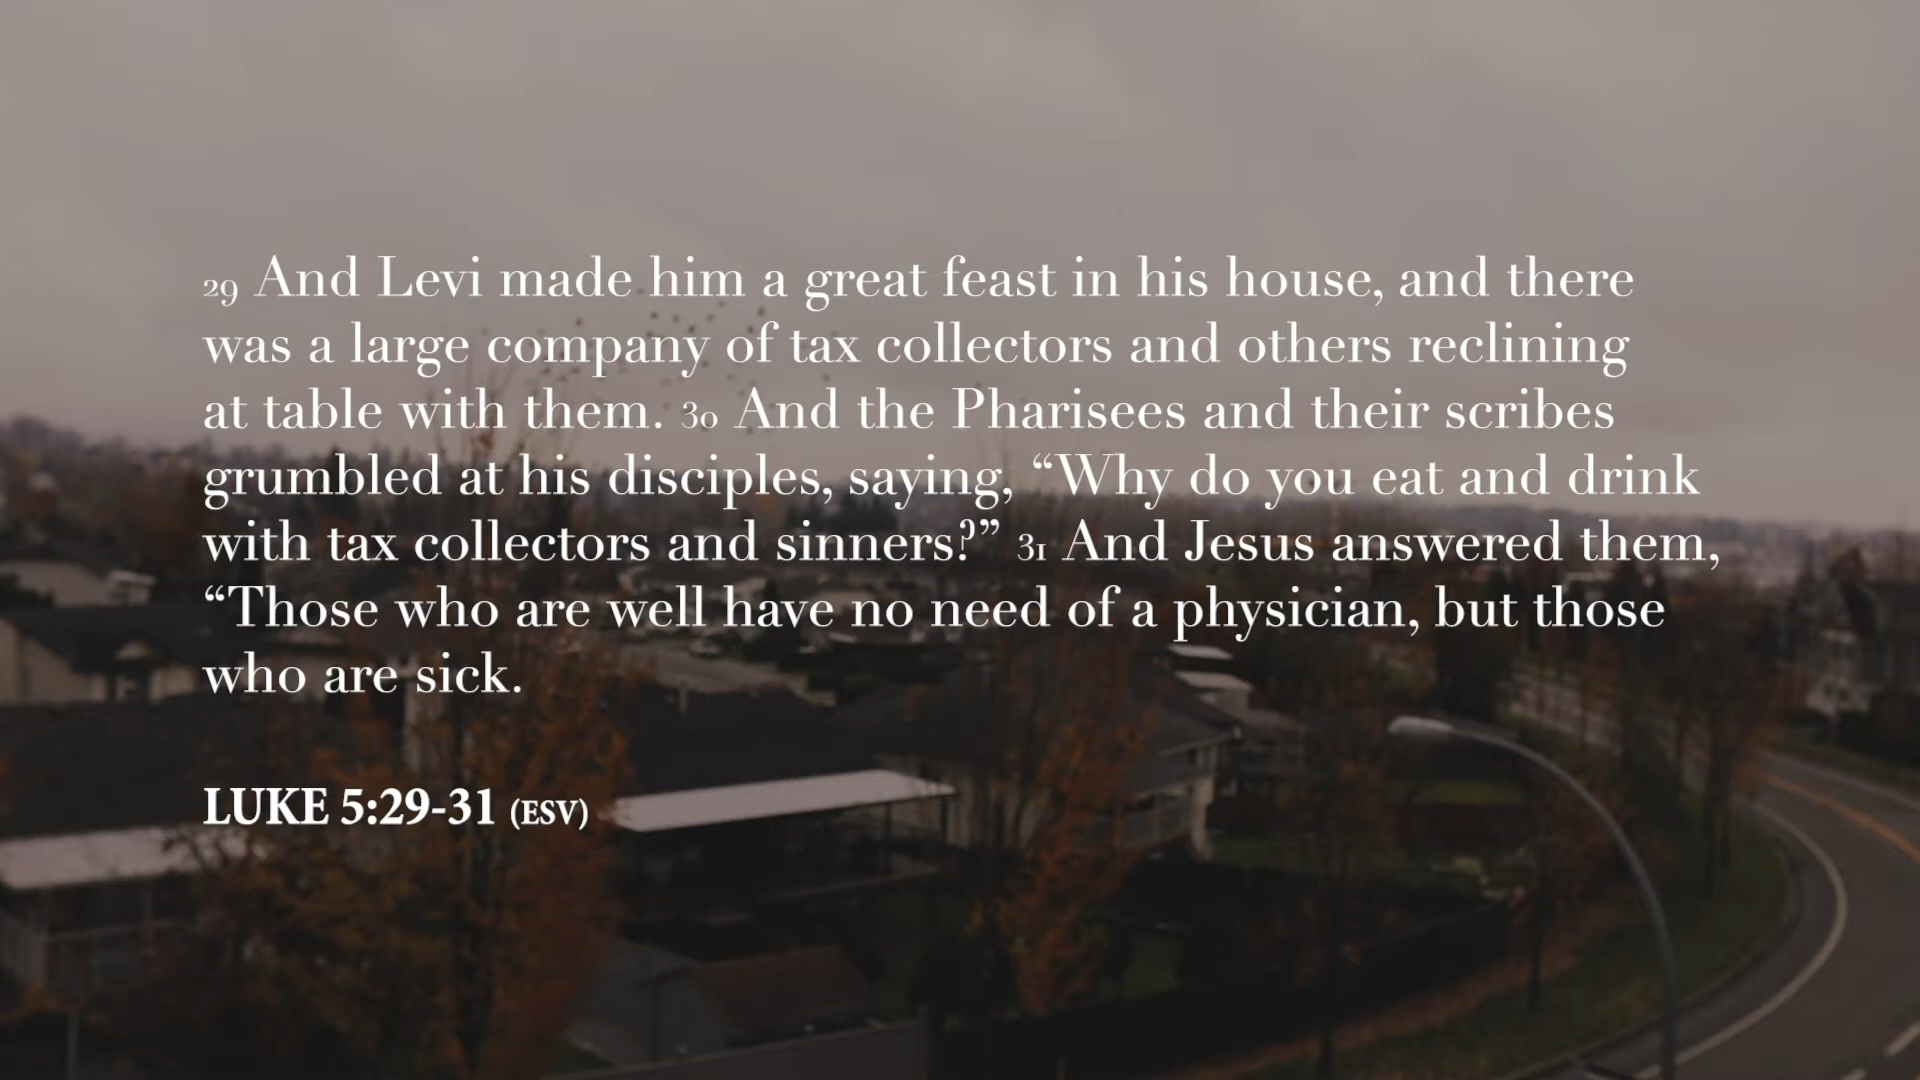 29 And Levi made him a great feast in his house, and there
was a large company of tax collectors and others reclining
at table with them. 30 And the Pharisees and their scribes
grumbled at his disciples, saying, “Why do you eat and drink
with tax collectors and sinners?” 31 And Jesus answered them,
“Those who are well have no need of a physician, but those
who are sick.
LUKE 5:29-31 (ESV)